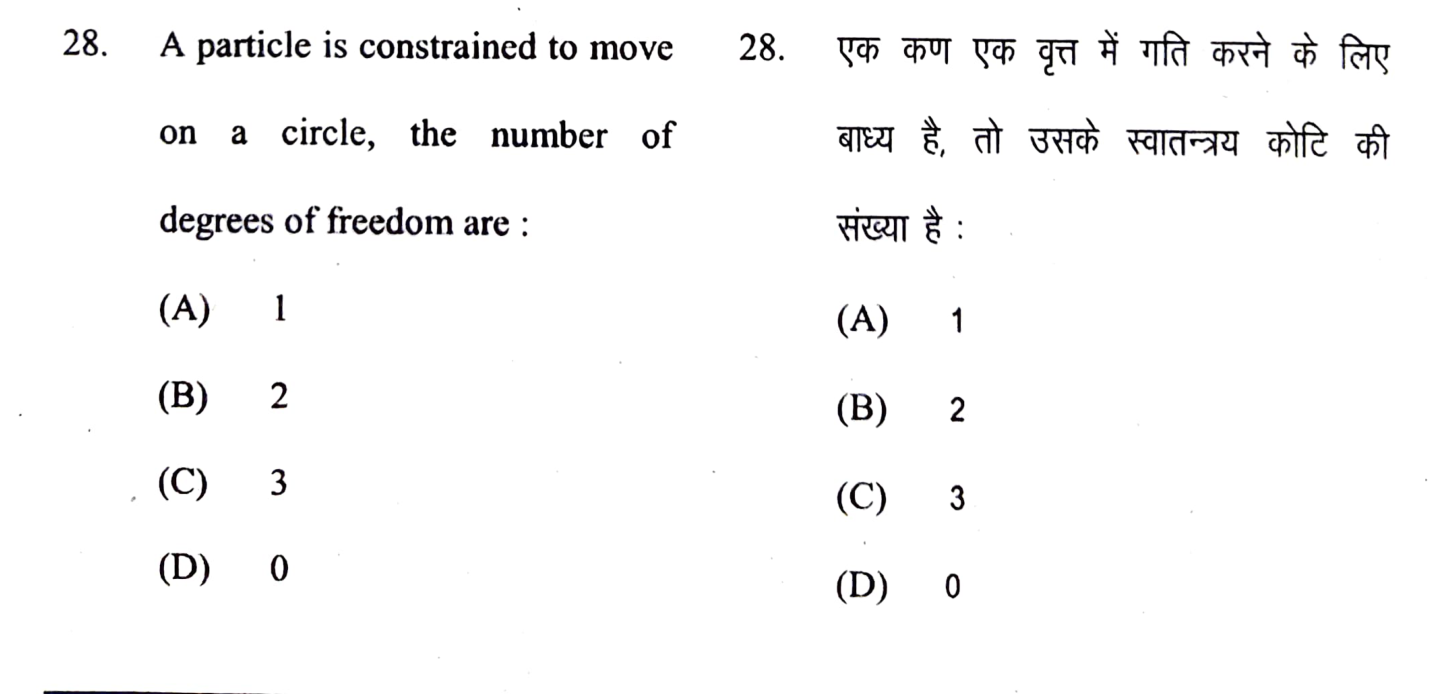 28. A particle is constrained to move
on a circle, the number of
degrees of freedom are :
(A) 1
(B) 2
(C) 3
(D) 0
28. एक कण एक वृत्त में गति करने के लिए
बाध्य है, तो उसके स्वातन्त्रय कोटि की
संख्या है :
(A) 1
(B) 2
(C) 3
(D) 0